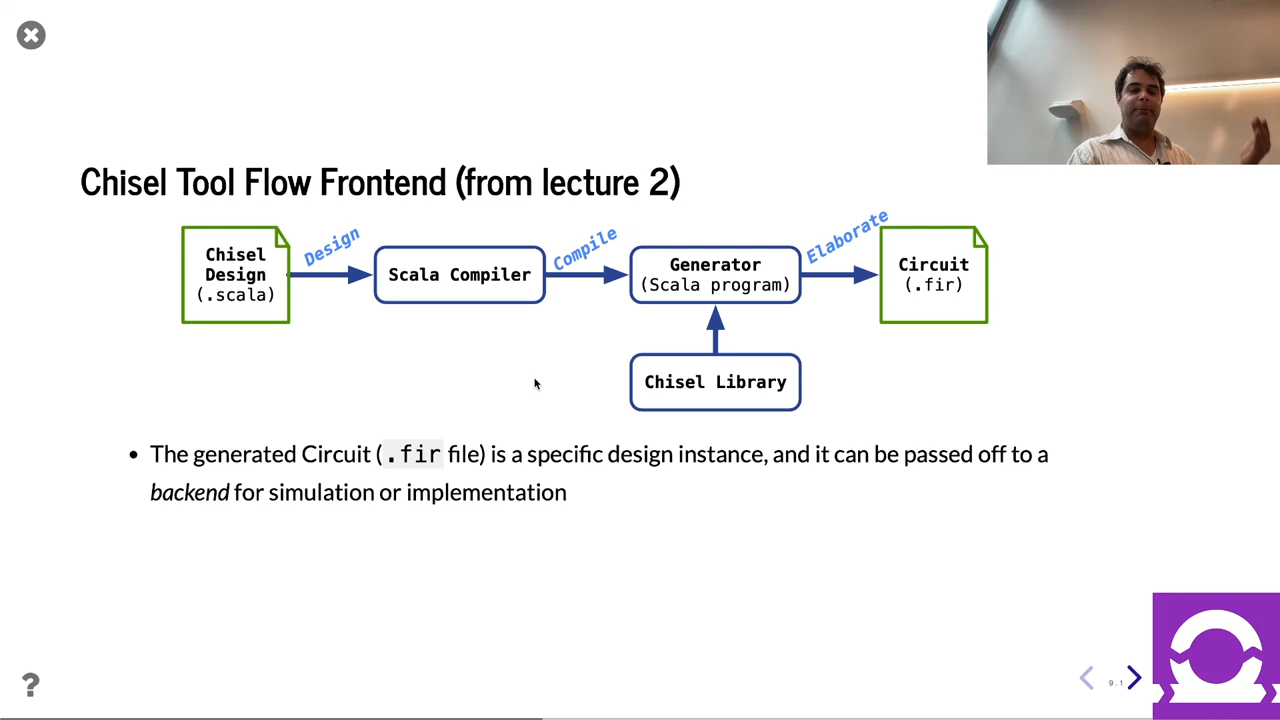 Chisel Tool Flow Frontend (from lecture 2)
Chisel
Design
(.scala)
Design
Scala Compiler
Compile
Generator
(Scala program)
Elaborate
Circuit
(.fir)
Chisel Library
• The generated Circuit (.fir file) is a specific design instance, and it can be passed off to a
backend for simulation or implementation
?
9.1